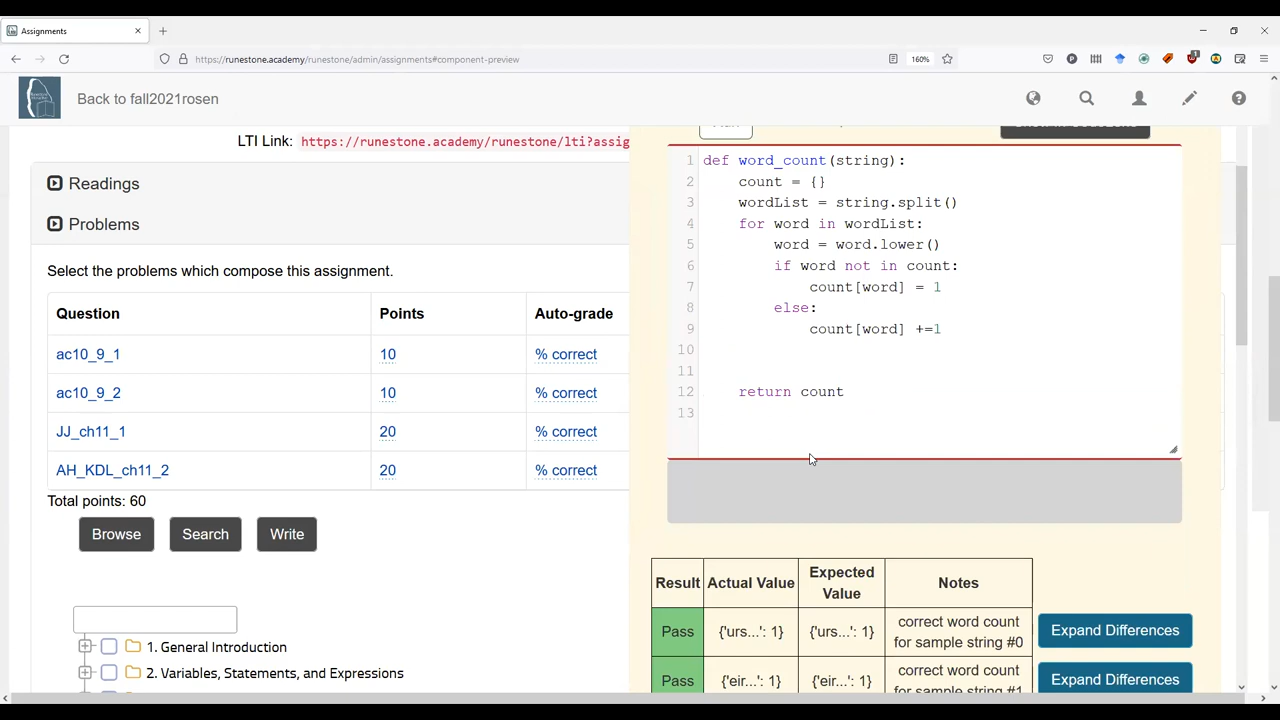 Assignments
https://runestone.academy/runestone/admin/assignments#component-preview
160%
Back to fall2021rosen
LTI Link: https://runestone.academy/runestone/lti?assig
Readings
Problems
Select the problems which compose this assignment.
Question Points Auto-grade
ac10_9_1 10 % correct
ac10_9_2 10 % correct
JJ_ch11_1 20 % correct
AH_KDL_ch11_2 20 % correct
Total points: 60
Browse Search Write
1. General Introduction
2. Variables, Statements, and Expressions
1 def word_count(string):
2 count = {}
3 wordList = string.split()
4 for word in wordList:
5 word = word.lower()
6 if word not in count:
7 count[word] = 1
8 else:
9 count[word] +=1
10
11
12 return count
13
Result Actual Value Expected Value Notes
Pass {'urs...': 1} {'urs...': 1} correct word count for sample string #0 Expand Differences
Pass {'eir...': 1} {'eir...': 1} correct word count for sample string #1 Expand Differences